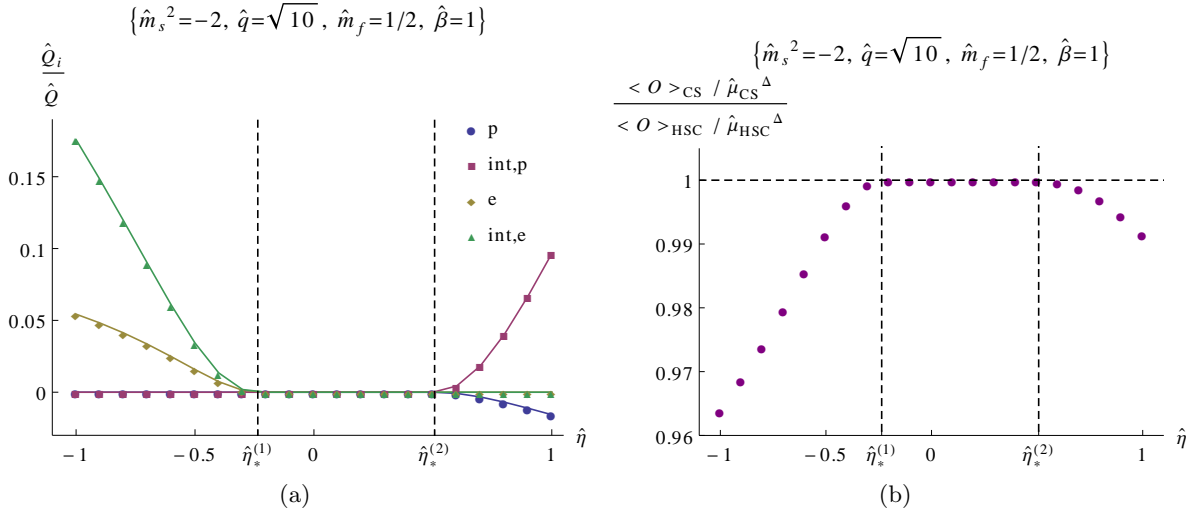 {m̂_s²=−2, q̂=√10, m̂_f=1/2, β̂=1}
Q̂_i
Q̂
p
int,p
e
int,e
0.15
0.1
0.05
0
−1
−0.5
η̂_*^(1)
0
η̂_*^(2)
1
η̂
(a)
{m̂_s²=−2, q̂=√10, m̂_f=1/2, β̂=1}
< O >_CS / μ̂_CS^Δ
< O >_HSC / μ̂_HSC^Δ
1
0.99
0.98
0.97
0.96
−1
−0.5
η̂_*^(1)
0
η̂_*^(2)
1
η̂
(b)